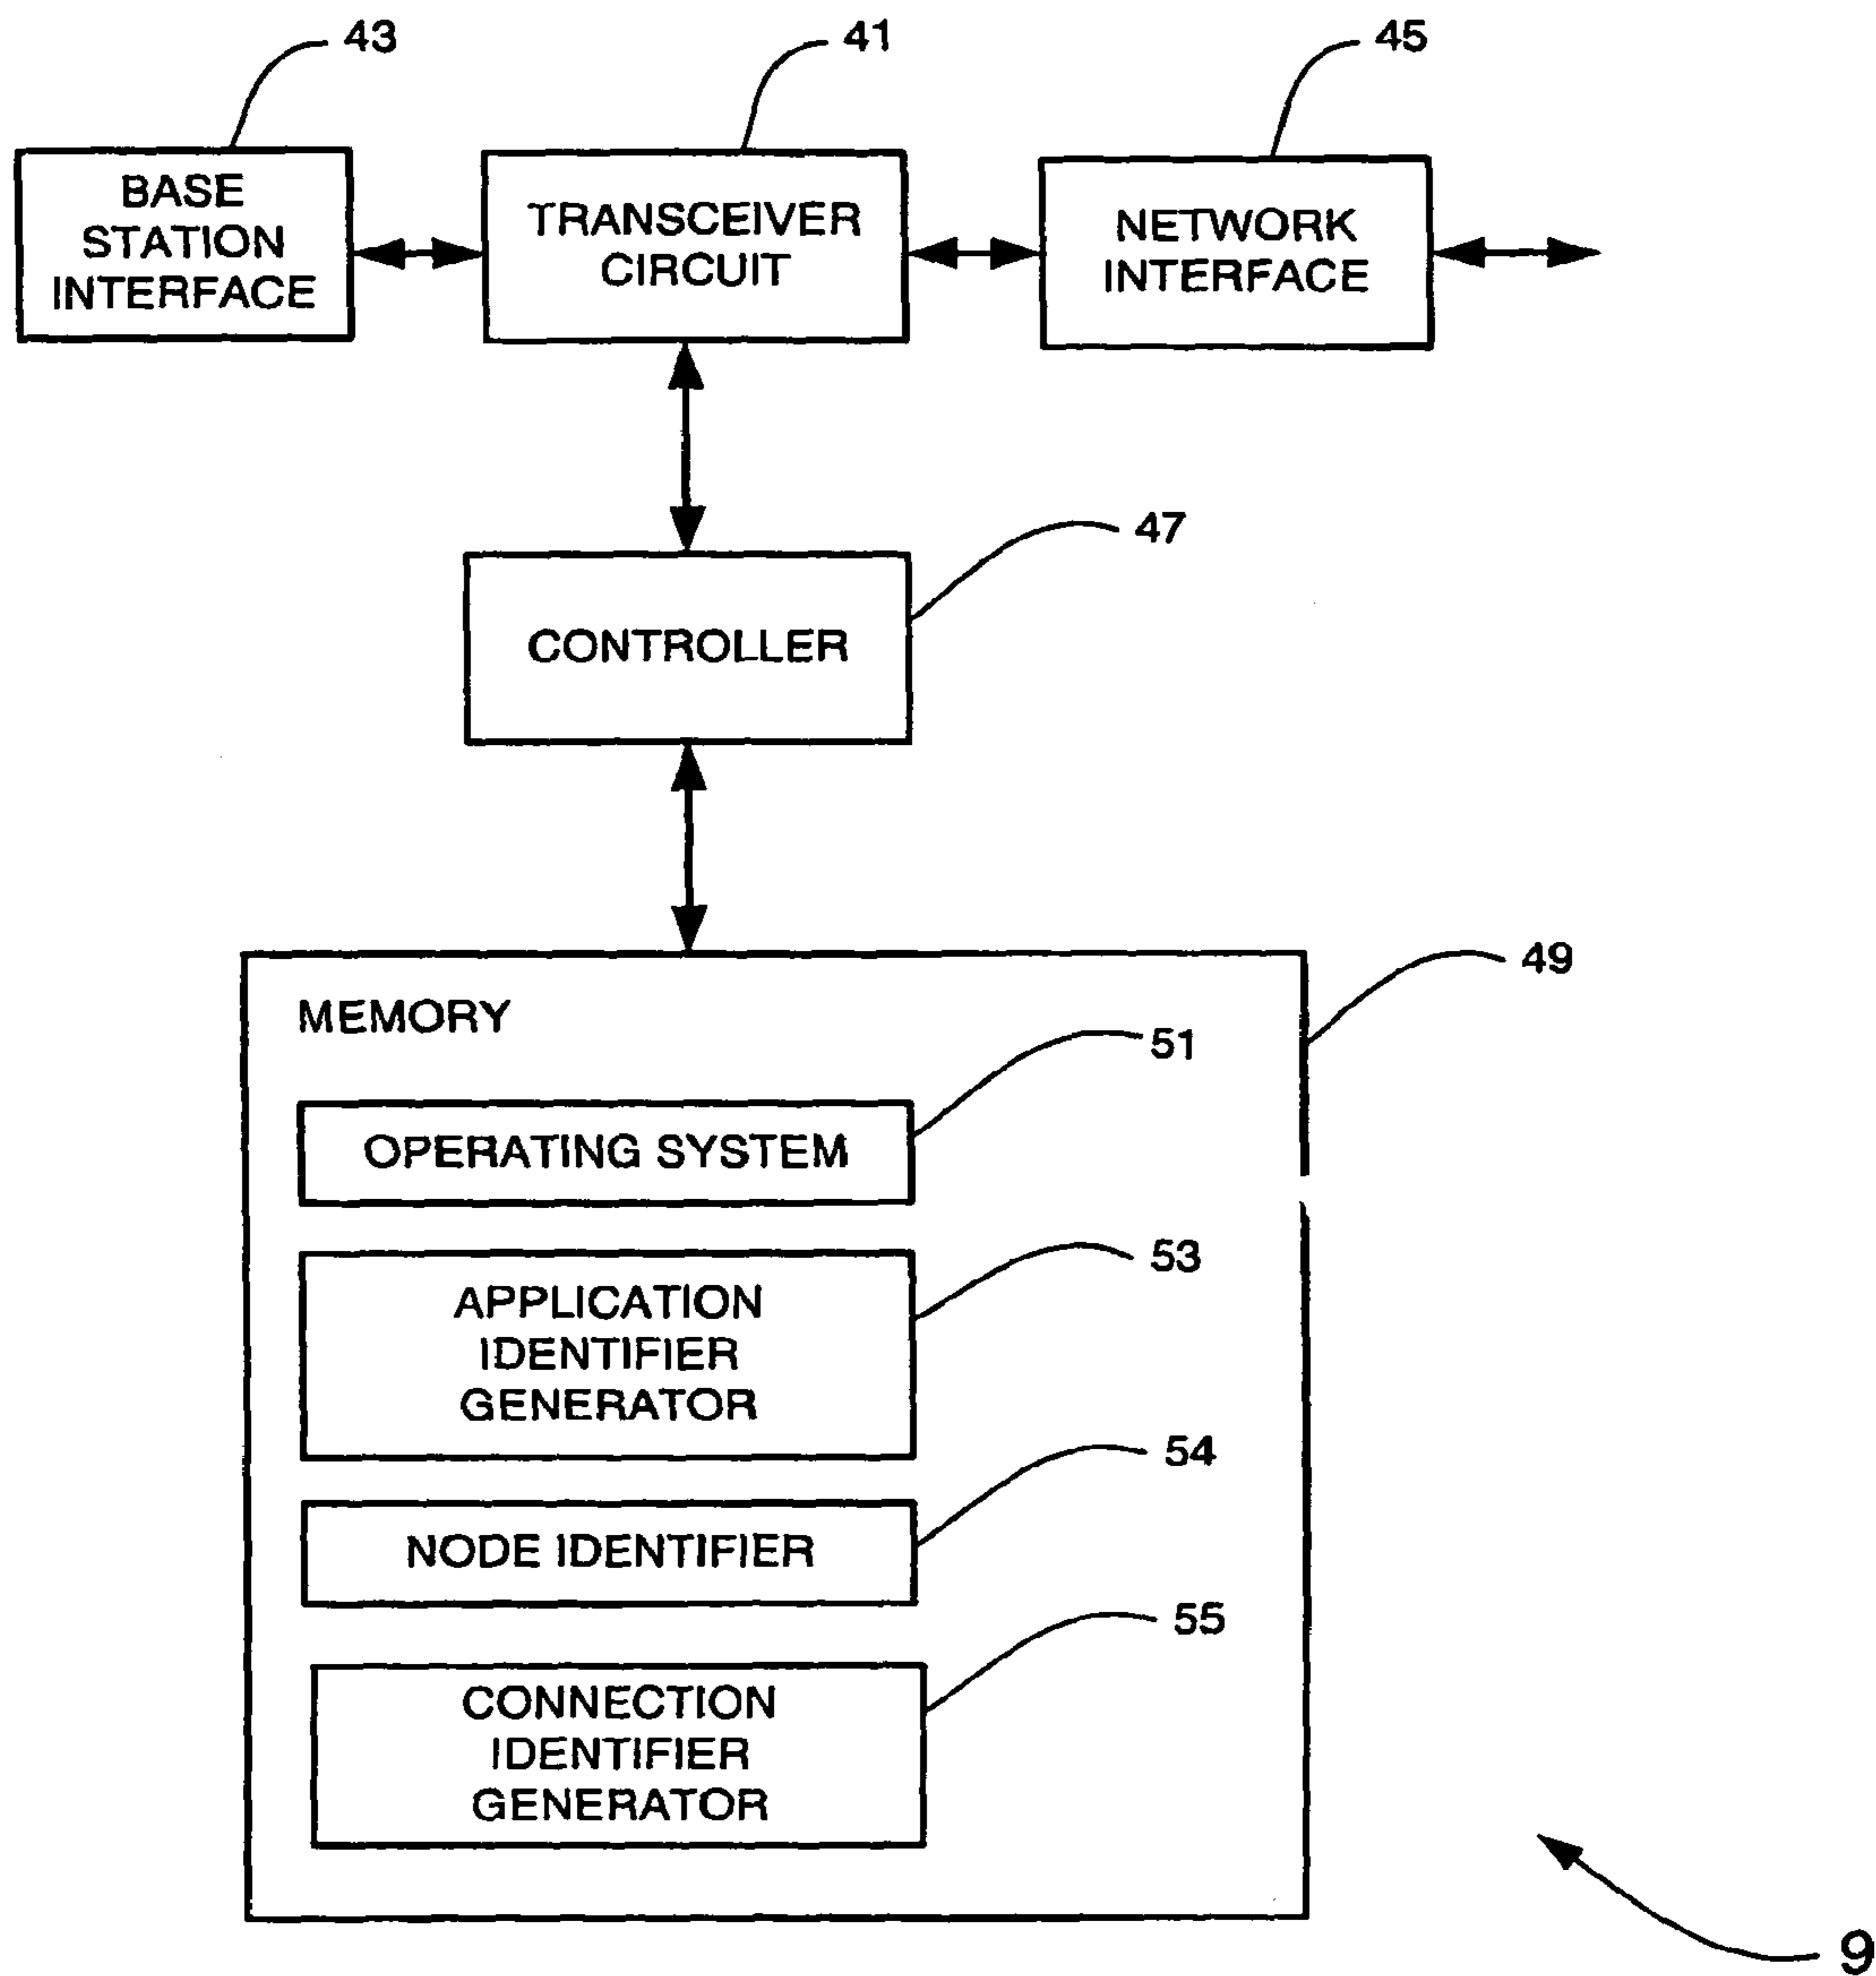 43
41
45
BASE
STATION
INTERFACE
TRANSCEIVER
CIRCUIT
NETWORK
INTERFACE
47
CONTROLLER
49
MEMORY
51
OPERATING SYSTEM
53
APPLICATION
IDENTIFIER
GENERATOR
54
NODE IDENTIFIER
55
CONNECTION
IDENTIFIER
GENERATOR
9